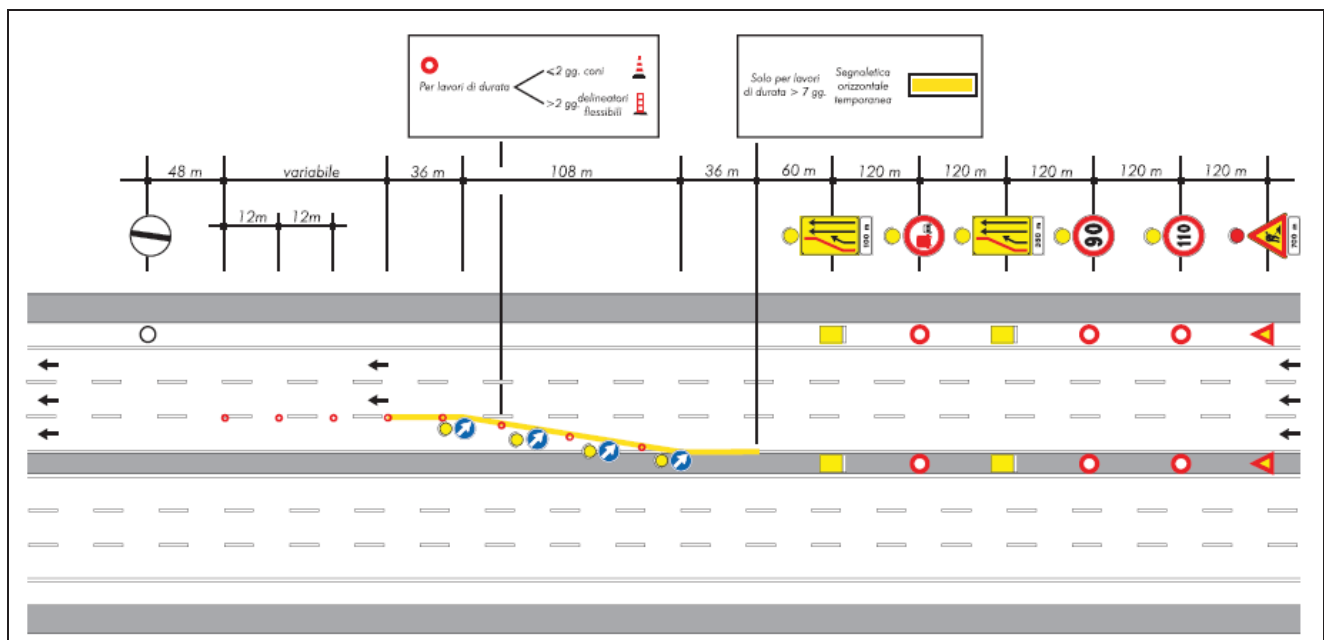 Per lavori di durata
<2 gg. coni
>2 gg. delineatori
flessibili
Solo per lavori
di durata > 7 gg.
Segnaletica
orizzontale
temporanea
48 m
variabile
36 m
108 m
36 m
60 m
120 m
120 m
120 m
120 m
120 m
12m
12m
100 m
90
110
700 m